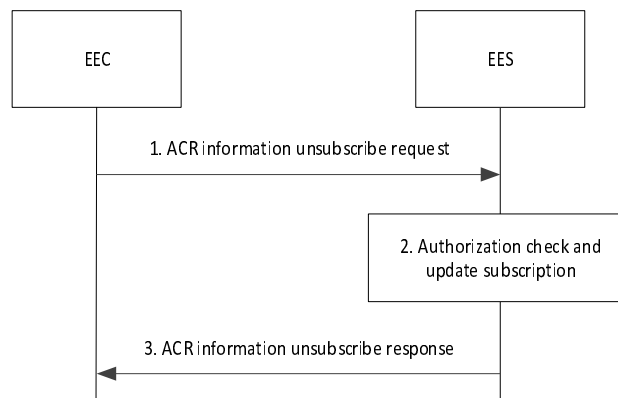 EEC
EES
1. ACR information unsubscribe request
2. Authorization check and
update subscription
3. ACR information unsubscribe response